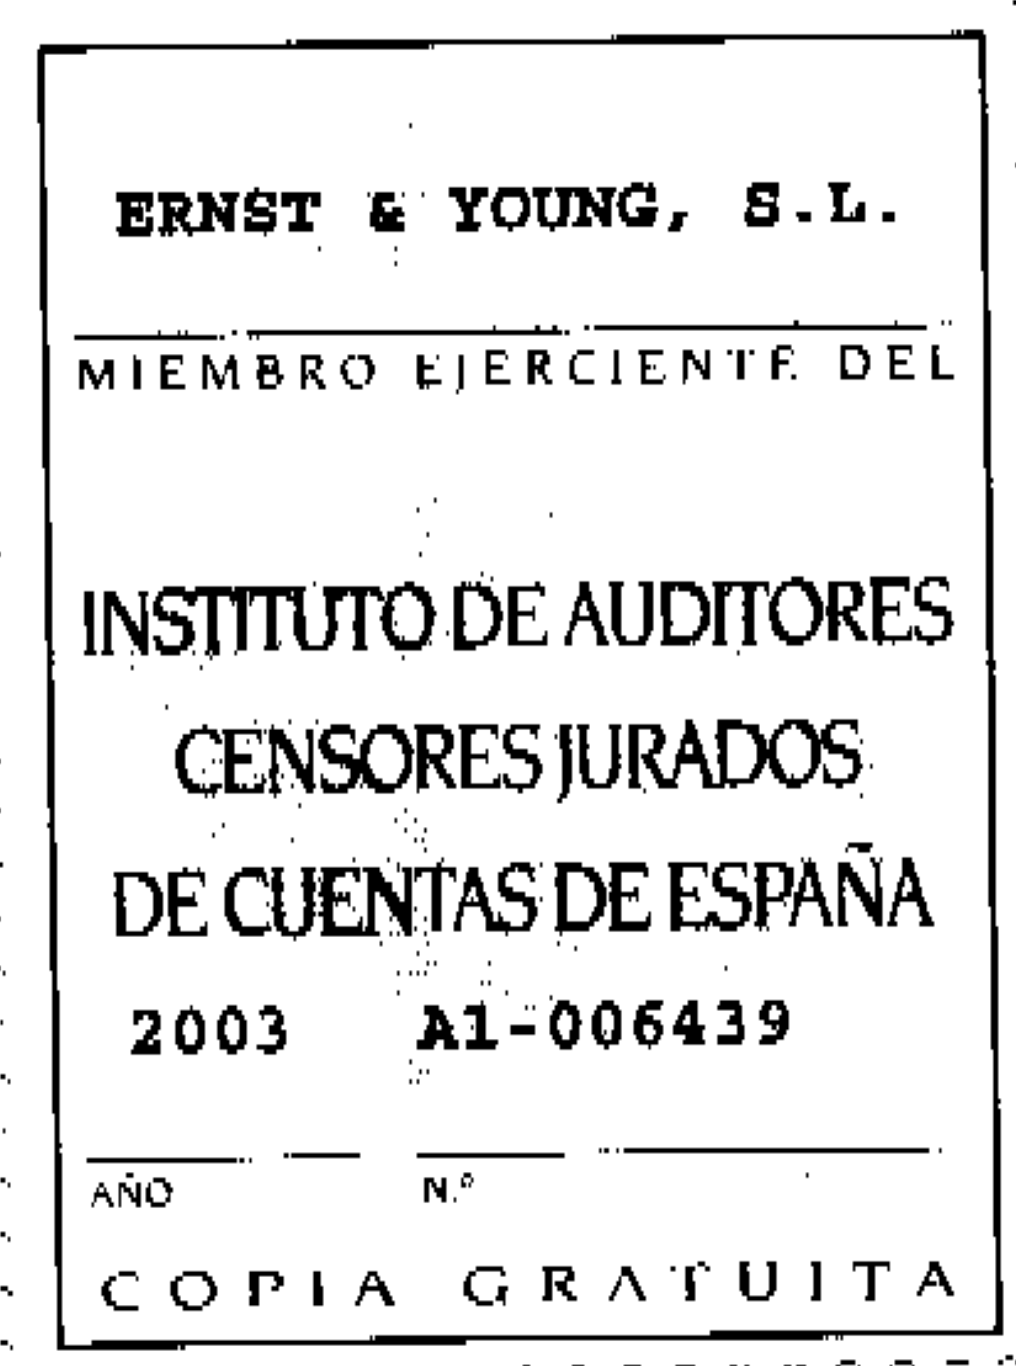 ERNST & YOUNG, S.L.
MIEMBRO EJERCIENTE DEL
INSTITUTO DE AUDITORES
CENSORES JURADOS
DE CUENTAS DE ESPAÑA
2003 A1-006439
AÑO N.º
COPIA GRATUITA